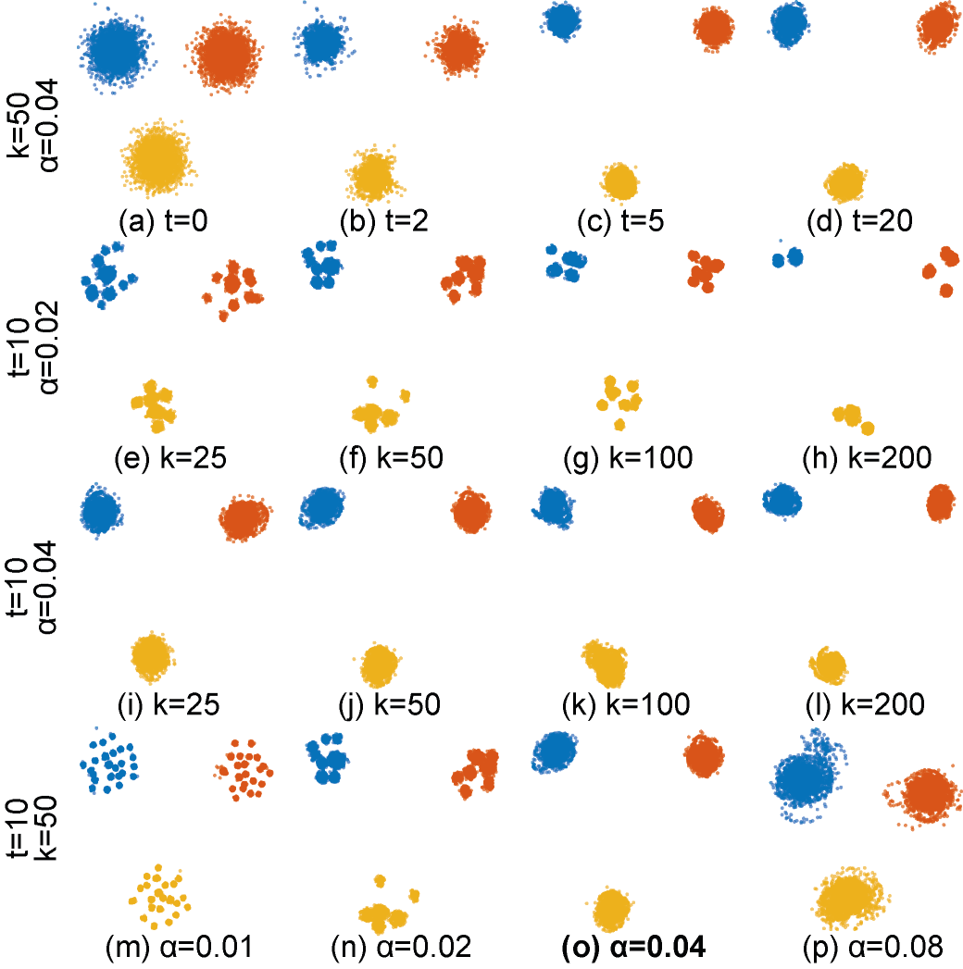 k=50
α=0.04
(a) t=0
(b) t=2
(c) t=5
(d) t=20
t=10
α=0.02
(e) k=25
(f) k=50
(g) k=100
(h) k=200
t=10
α=0.04
(i) k=25
(j) k=50
(k) k=100
(l) k=200
t=10
k=50
(m) α=0.01
(n) α=0.02
(o) α=0.04
(p) α=0.08